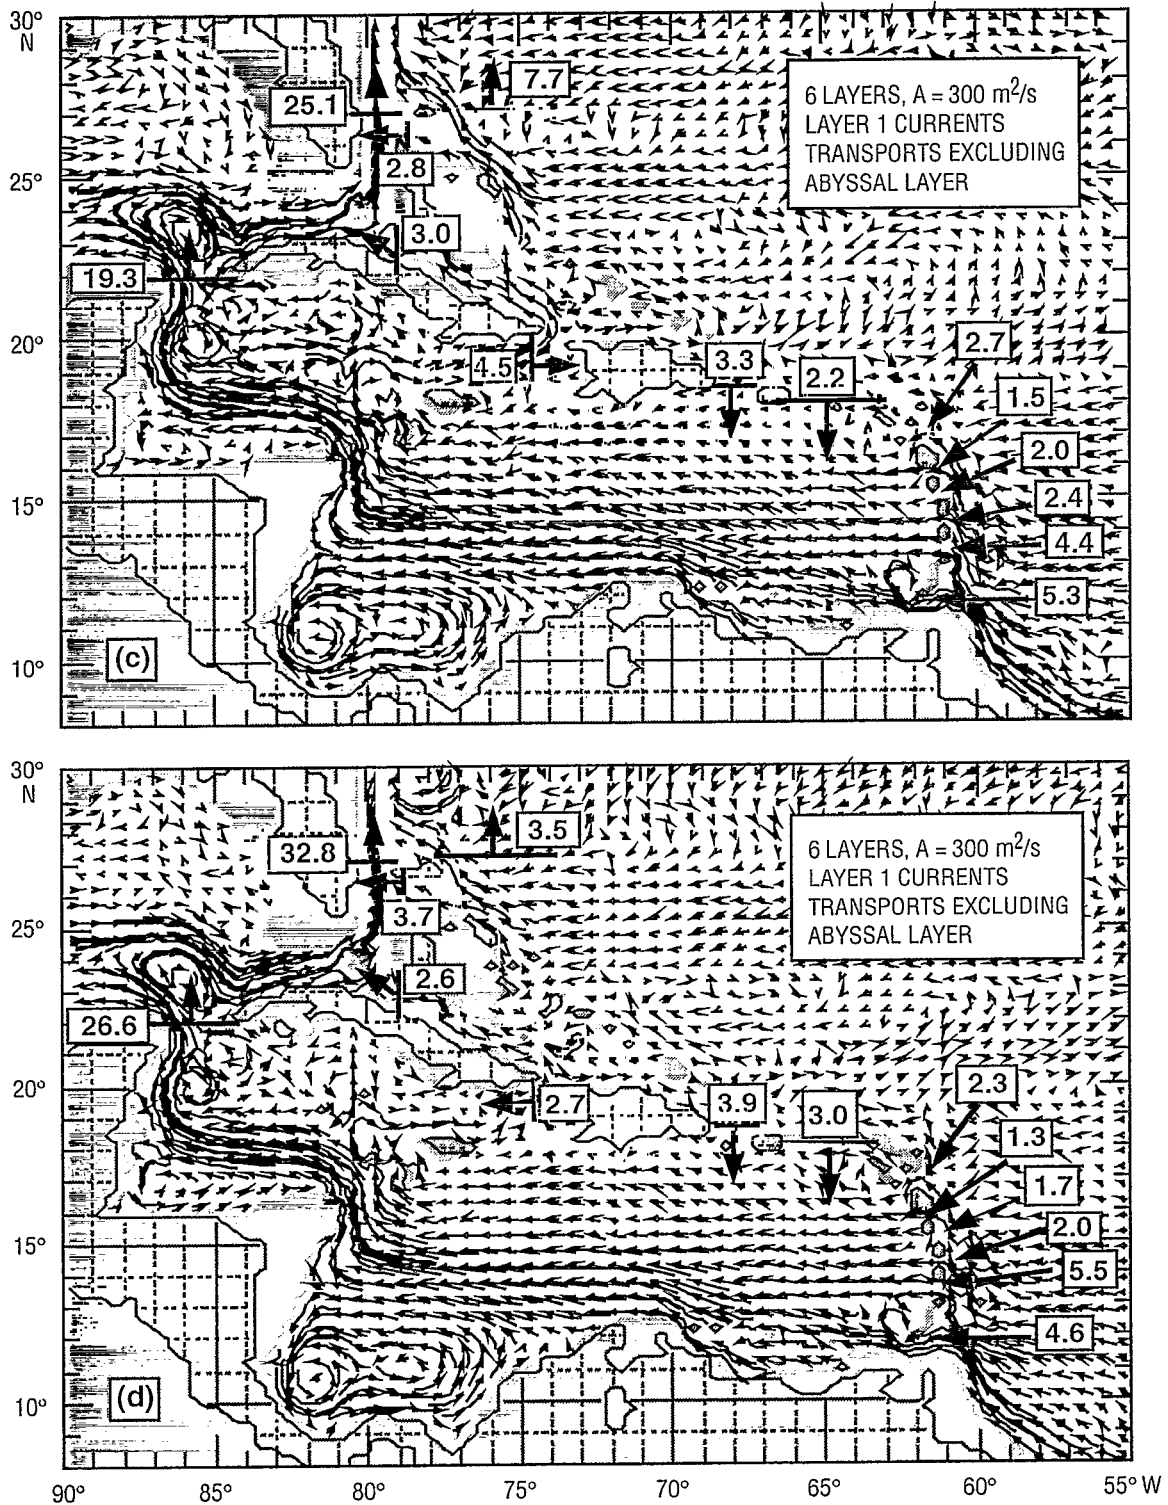 30°
N
25°
20°
15°
10°
7.7
25.1
2.8
3.0
19.3
4.5
3.3
2.2
2.7
1.5
2.0
2.4
4.4
5.3
6 LAYERS, A = 300 m²/s
LAYER 1 CURRENTS
TRANSPORTS EXCLUDING
ABYSSAL LAYER
(c)
30°
N
25°
20°
15°
10°
3.5
32.8
3.7
2.6
26.6
2.7
3.9
3.0
2.3
1.3
1.7
2.0
5.5
4.6
6 LAYERS, A = 300 m²/s
LAYER 1 CURRENTS
TRANSPORTS EXCLUDING
ABYSSAL LAYER
(d)
90° 85° 80° 75° 70° 65° 60° 55° W